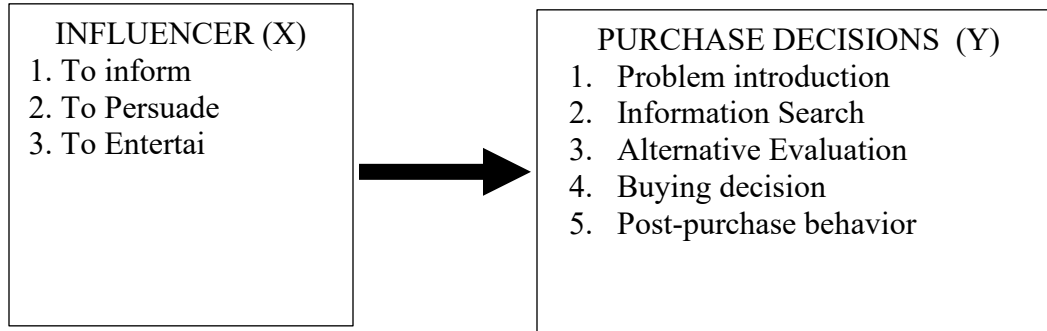 INFLUENCER (X)
1. To inform
2. To Persuade
3. To Entertai
PURCHASE DECISIONS (Y)
1. Problem introduction
2. Information Search
3. Alternative Evaluation
4. Buying decision
5. Post-purchase behavior